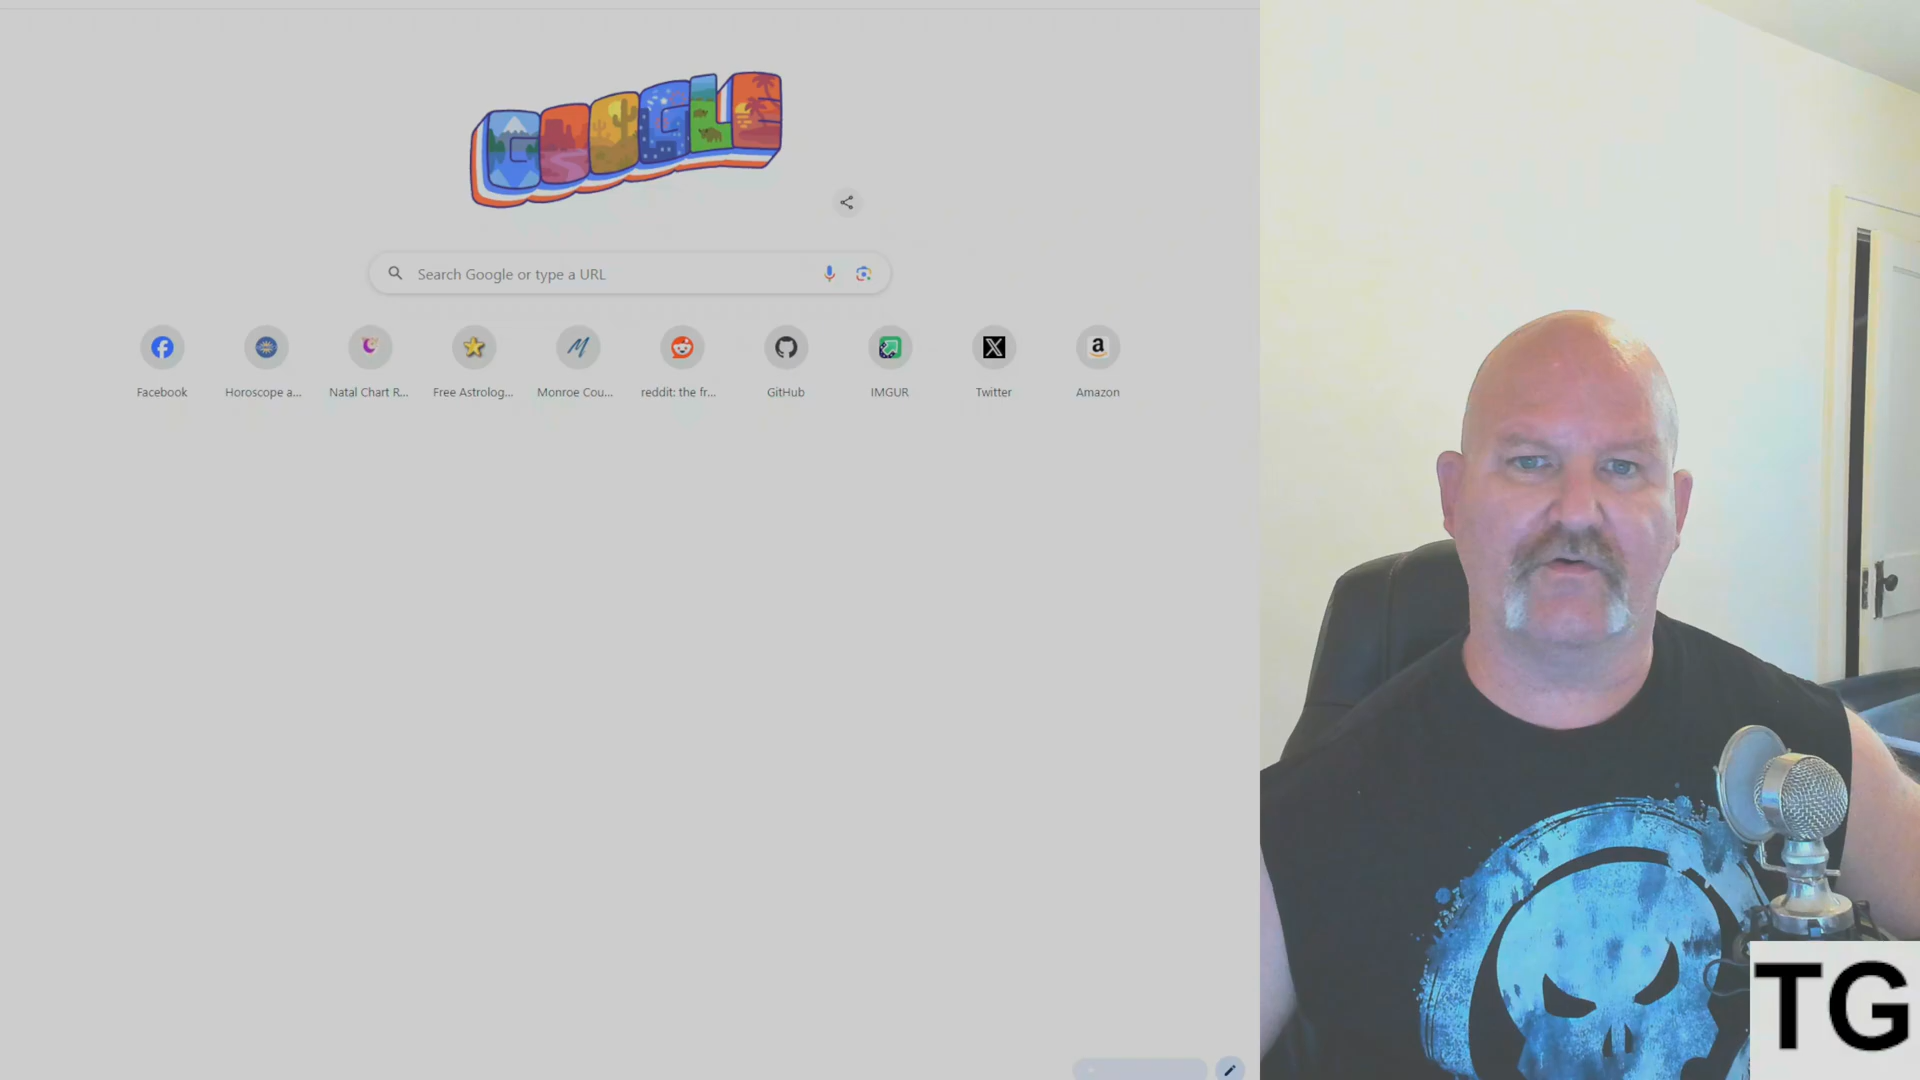 GOOGLE
Search Google or type a URL
Facebook
Horoscope a...
Natal Chart R...
Free Astrolog...
Monroe Cou...
reddit: the fr...
GitHub
IMGUR
Twitter
Amazon
TG